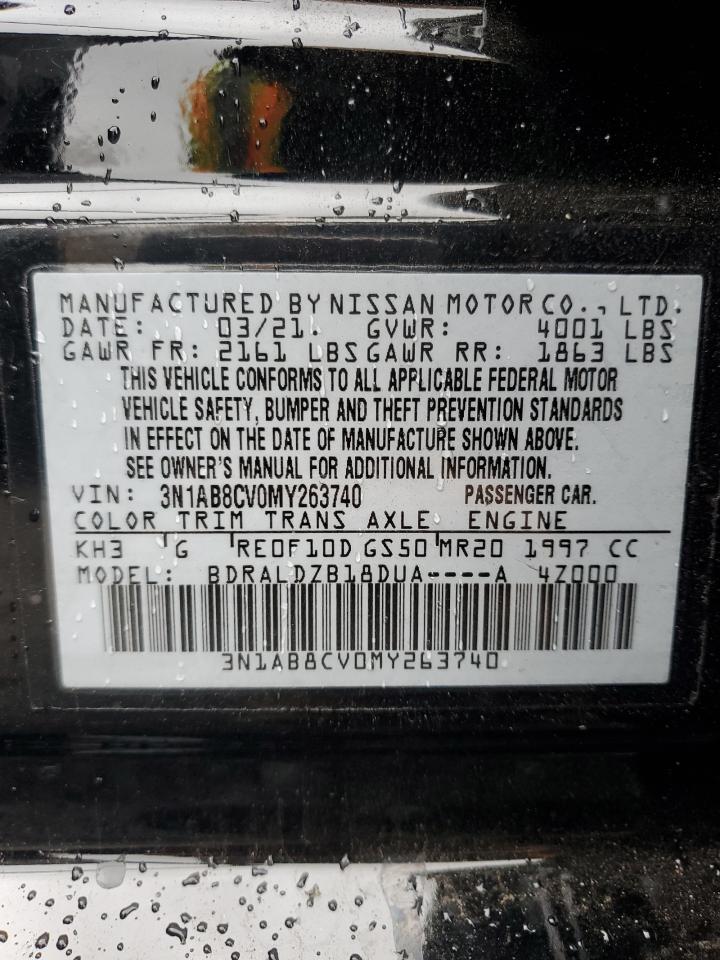 MANUFACTURED BY NISSAN MOTOR CO., LTD.
DATE: 03/21. GVWR: 4001 LBS
GAWR FR: 2161 LBS GAWR RR: 1863 LBS
THIS VEHICLE CONFORMS TO ALL APPLICABLE FEDERAL MOTOR
VEHICLE SAFETY, BUMPER AND THEFT PREVENTION STANDARDS
IN EFFECT ON THE DATE OF MANUFACTURE SHOWN ABOVE.
SEE OWNER'S MANUAL FOR ADDITIONAL INFORMATION.
VIN: 3N1AB8CV0MY263740 PASSENGER CAR.
COLOR TRIM TRANS AXLE ENGINE
KH3 G RE0F10D GS50 MR20 1997 CC
MODEL: BDRALDZB18DUA----A 4Z000
3N1AB8CV0MY263740